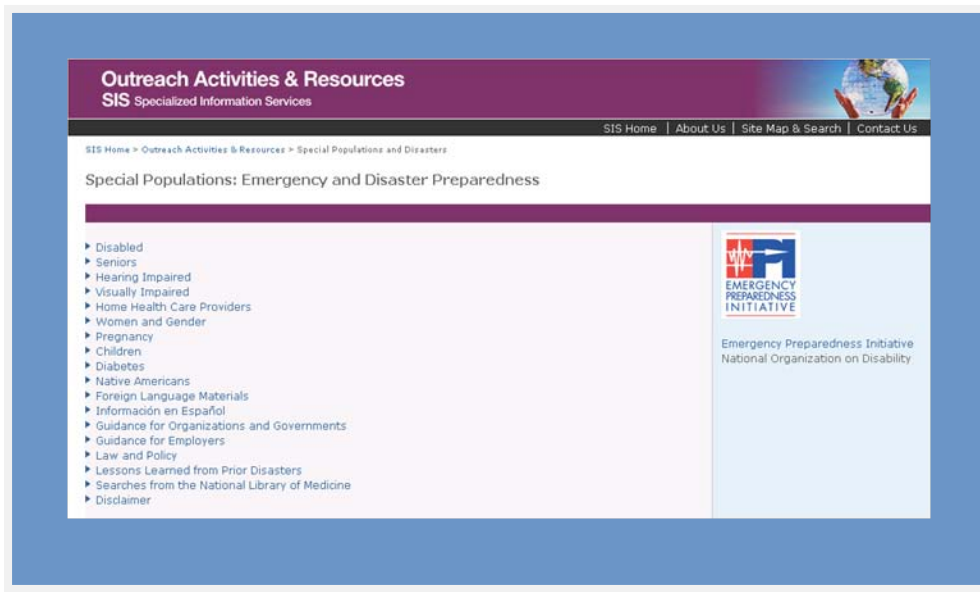 Outreach Activities & Resources
SIS Specialized Information Services
SIS Home | About Us | Site Map & Search | Contact Us
SIS Home > Outreach Activities & Resources > Special Populations and Disasters
Special Populations: Emergency and Disaster Preparedness
Disabled
Seniors
Hearing Impaired
Visually Impaired
Home Health Care Providers
Women and Gender
Pregnancy
Children
Diabetes
Native Americans
Foreign Language Materials
Información en Español
Guidance for Organizations and Governments
Guidance for Employers
Law and Policy
Lessons Learned from Prior Disasters
Searches from the National Library of Medicine
Disclaimer
EPI
EMERGENCY
PREPAREDNESS
INITIATIVE
Emergency Preparedness Initiative
National Organization on Disability